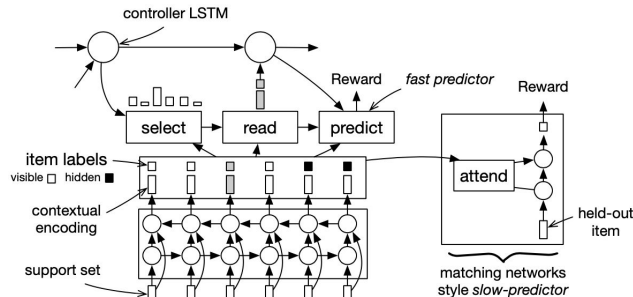 controller LSTM
Reward
fast predictor
select
read
predict
item labels
visible hidden
contextual
encoding
support set
Reward
attend
held-out
item
matching networks
style slow-predictor